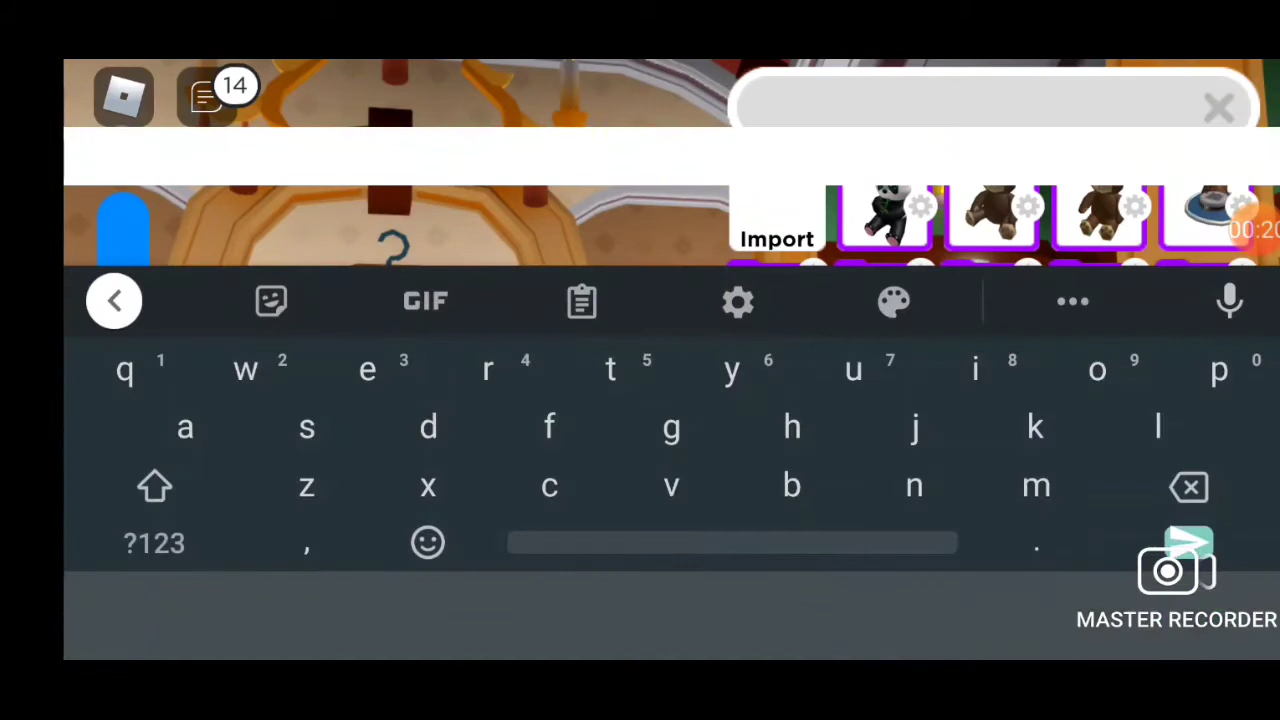 14
Import
00:20
GIF
q 1 w 2 e 3 r 4 t 5 y 6 u 7 i 8 o 9 p 0
a s d f g h j k l
z x c v b n m
?123 , .
MASTER RECORDER